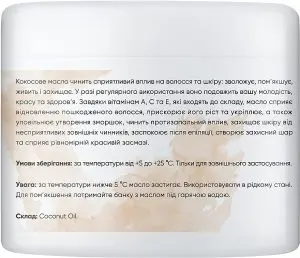 Кокосове масло чинить сприятливий вплив на волосся та шкіру: зволожує, пом'якшує,
живить і захищає. У разі регулярного використання воно подовжить вашу молодість,
красу та здоров'я. Завдяки вітамінам А, С та Е, які входять до складу, масло сприяє
відновленню пошкодженого волосся, прискорює його ріст та укріплює, а також
уповільнює утворення зморшок, чинить протизапальний вплив, захищає шкіру від
несприятливих зовнішніх чинників, заспокоює після епіляції, створює захисний шар
та сприяє рівномірній красивій засмазі.
Умови зберігання: за температури від +5 до +25 °С. Тільки для зовнішнього застосування.
Увага: за температури нижче 5 °С масло застигає. Використовувати в рідкому стані.
Для пом'якшення потримайте банку з маслом під гарячою водою.
Склад: Coconut Oil.